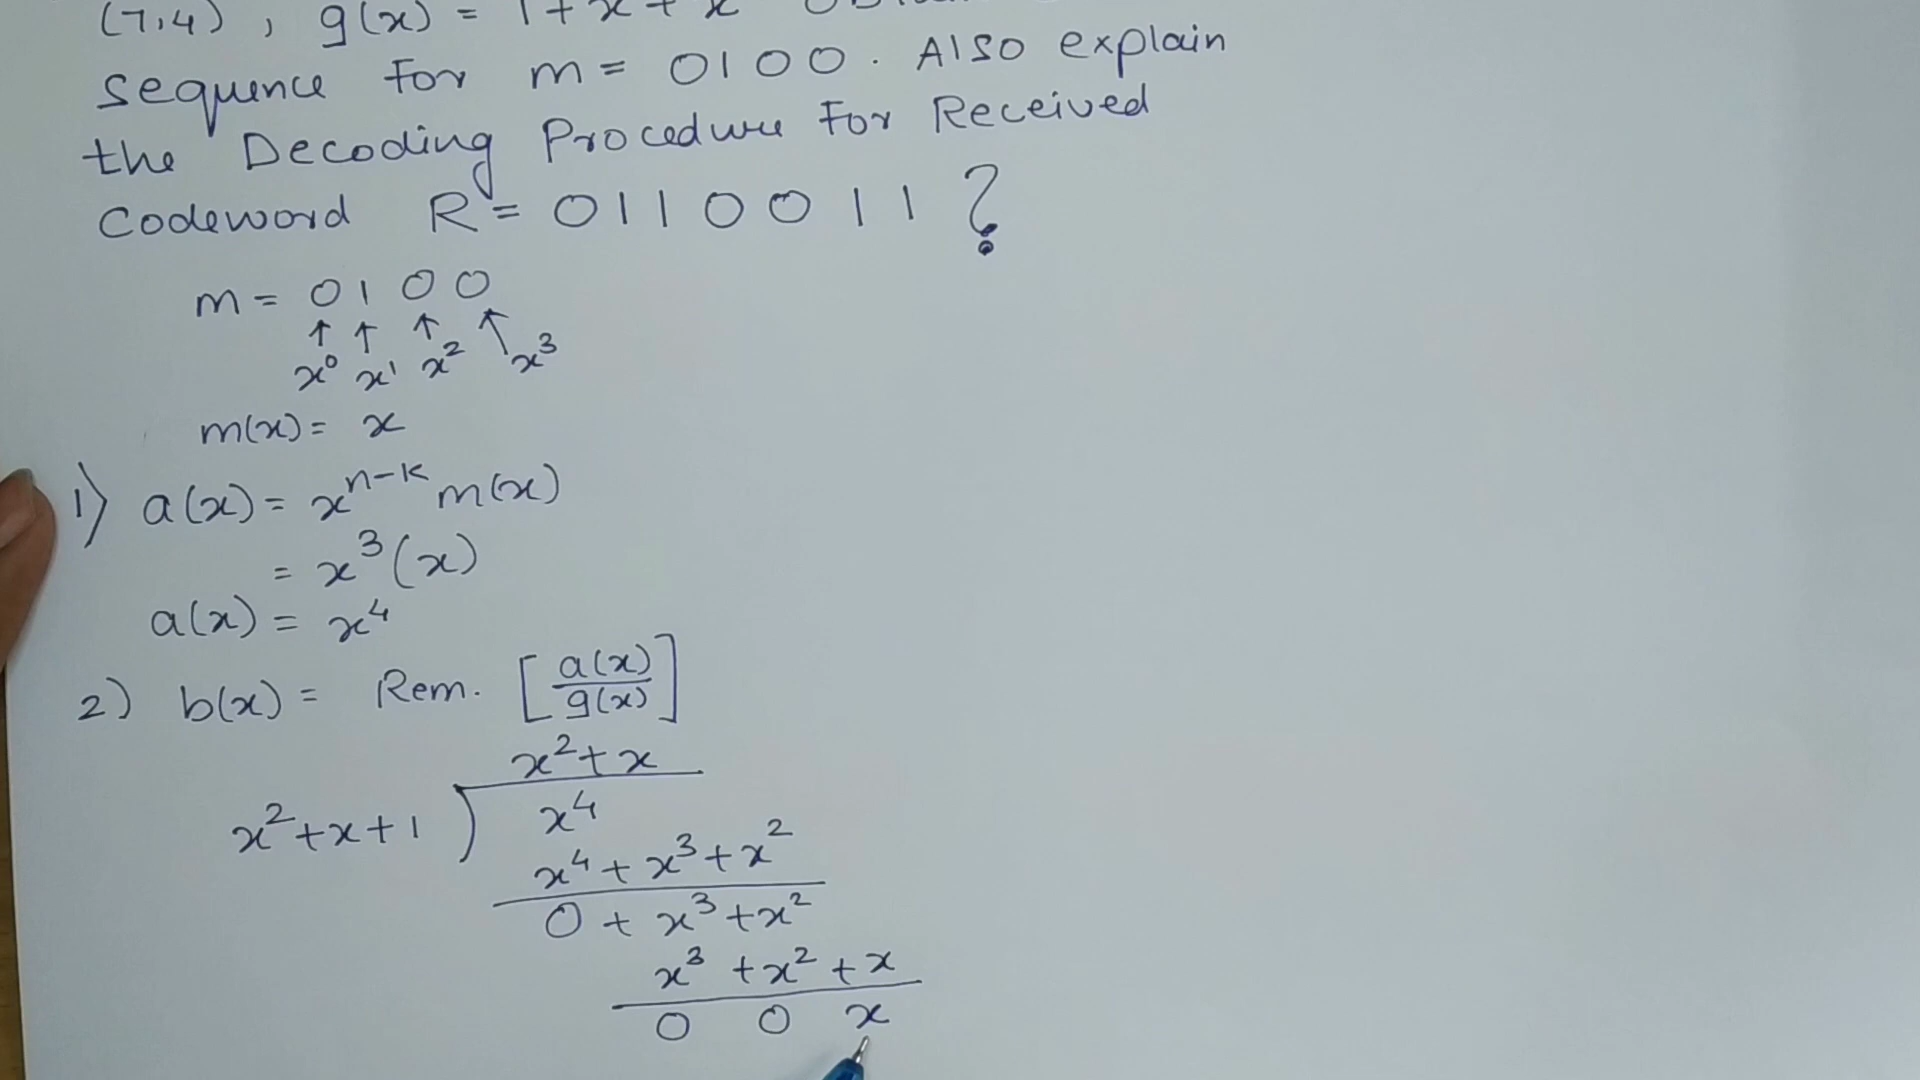 (7,4), g(x) = 1 + x + x
sequence For m = 0100. Also explain
the Decoding Procedure For Received
Codeword R = 0110011 ?
m = 0 1 0 0
↑ ↑ ↑ ↑
x⁰ x¹ x² x³
m(x) = x
1) a(x) = xⁿ⁻ᵏ m(x)
= x³(x)
a(x) = x⁴
2) b(x) = Rem. [a(x)/g(x)]
x² + x
x² + x + 1 ) x⁴
x⁴ + x³ + x²
0 + x³ + x²
x³ + x² + x
0 0 x